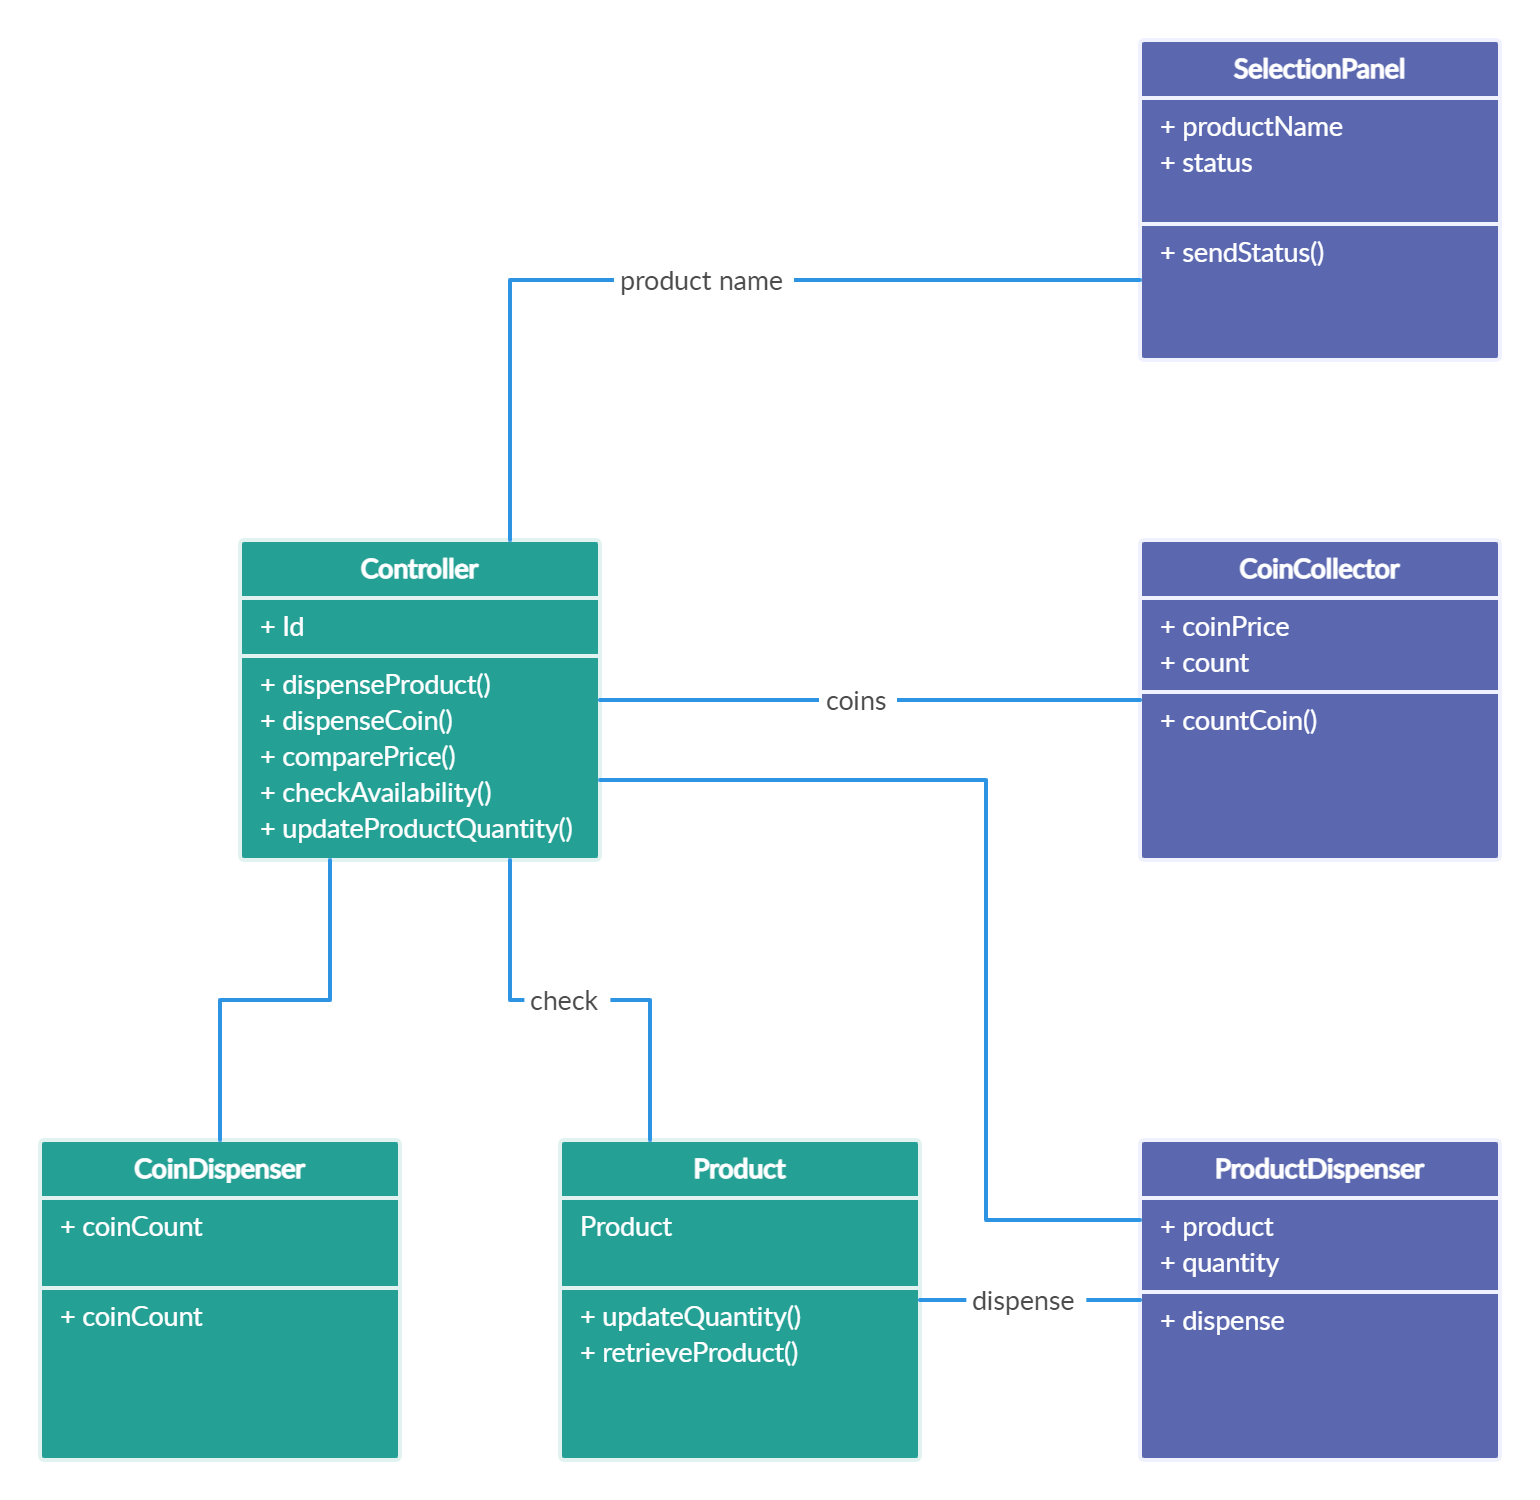 SelectionPanel
+ productName
+ status
+ sendStatus()
product name
Controller
+ Id
+ dispenseProduct()
+ dispenseCoin()
+ comparePrice()
+ checkAvailability()
+ updateProductQuantity()
coins
CoinCollector
+ coinPrice
+ count
+ countCoin()
check
CoinDispenser
+ coinCount
+ coinCount
Product
Product
+ updateQuantity()
+ retrieveProduct()
dispense
ProductDispenser
+ product
+ quantity
+ dispense